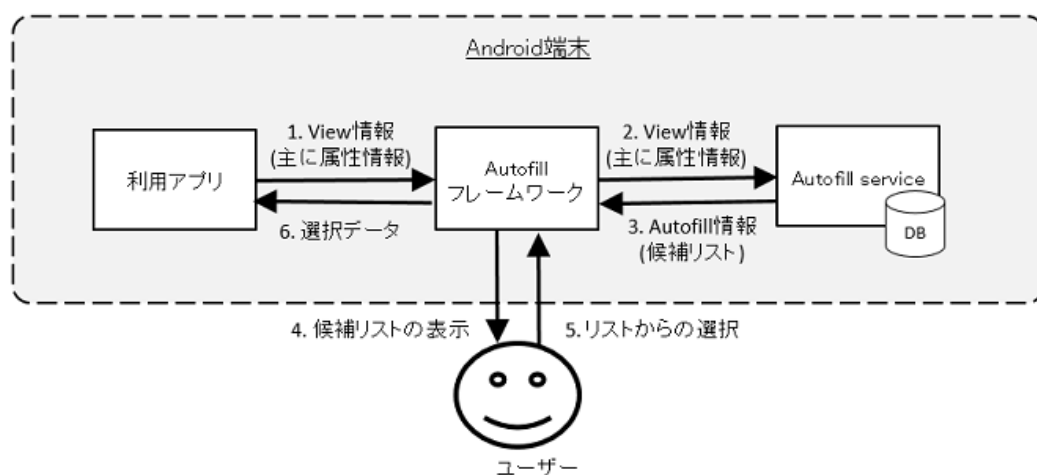 Android端末
1. View情報
(主に属性情報)
2. View情報
(主に属性情報)
利用アプリ
Autofill
フレームワーク
Autofill service
DB
6. 選択データ
3. Autofill情報
(候補リスト)
4. 候補リストの表示
5.リストからの選択
ユーザー